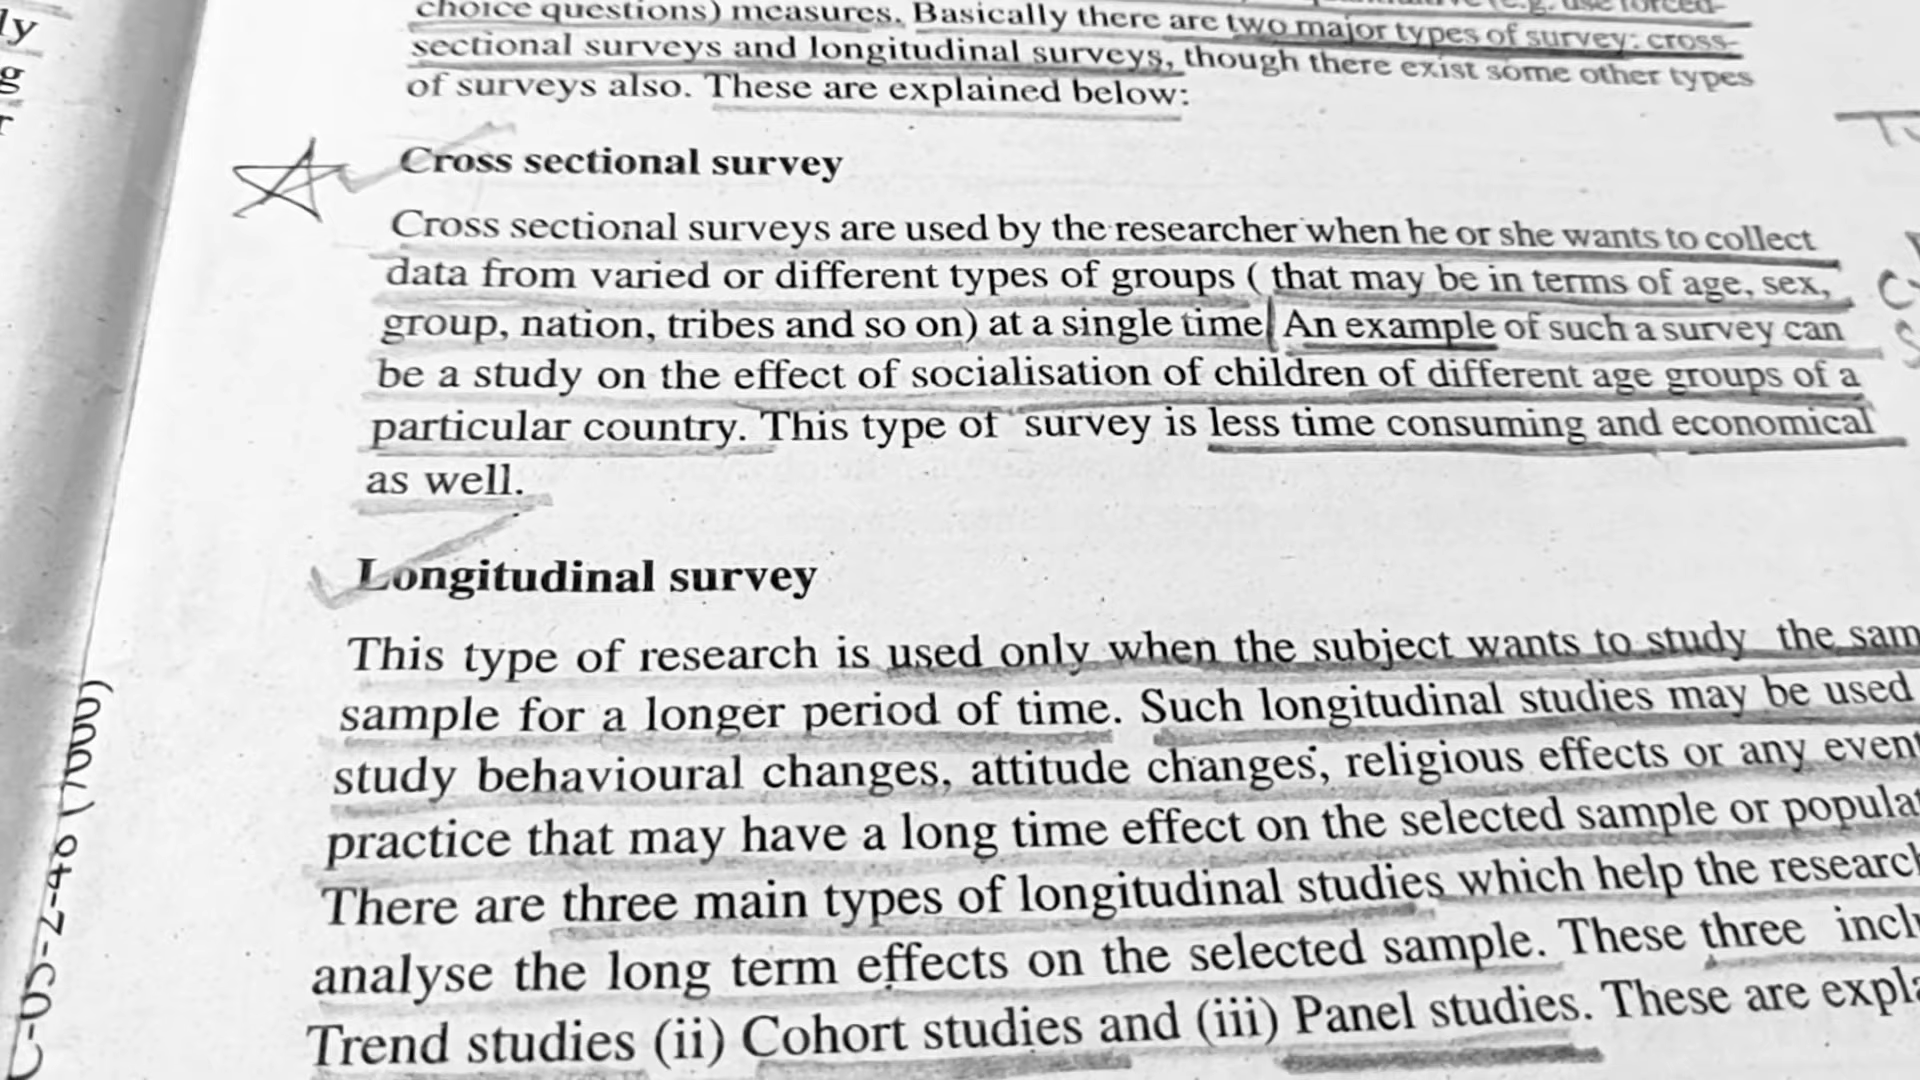 ly
g
r
choice questions) measures. Basically there are two major types of survey: cross-
sectional surveys and longitudinal surveys, though there exist some other types
of surveys also. These are explained below:
Cross sectional survey
Cross sectional surveys are used by the researcher when he or she wants to collect
data from varied or different types of groups ( that may be in terms of age, sex,
group, nation, tribes and so on) at a single time An example of such a survey can
be a study on the effect of socialisation of children of different age groups of a
particular country. This type of survey is less time consuming and economical
as well.
Longitudinal survey
This type of research is used only when the subject wants to study the sam
sample for a longer period of time. Such longitudinal studies may be used
study behavioural changes, attitude changes, religious effects or any event
practice that may have a long time effect on the selected sample or populat
There are three main types of longitudinal studies which help the research
analyse the long term effects on the selected sample. These three inclu
Trend studies (ii) Cohort studies and (iii) Panel studies. These are expla